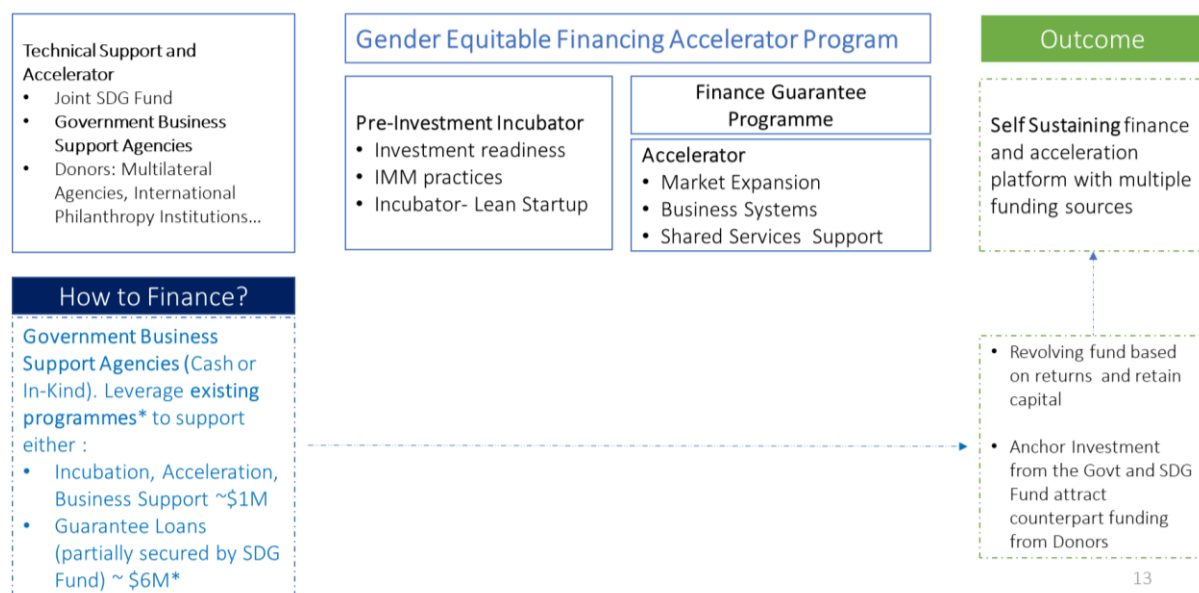 Technical Support and
Accelerator
• Joint SDG Fund
• Government Business
Support Agencies
• Donors: Multilateral
Agencies, International
Philanthropy Institutions...
Gender Equitable Financing Accelerator Program
Pre-Investment Incubator
• Investment readiness
• IMM practices
• Incubator- Lean Startup
Finance Guarantee
Programme
Accelerator
• Market Expansion
• Business Systems
• Shared Services Support
Outcome
Self Sustaining finance
and acceleration
platform with multiple
funding sources
How to Finance?
Government Business
Support Agencies (Cash or
In-Kind). Leverage existing
programmes* to support
either :
• Incubation, Acceleration,
Business Support ~$1M
• Guarantee Loans
(partially secured by SDG
Fund) ~ $6M*
• Revolving fund based
on returns and retain
capital
• Anchor Investment
from the Govt and SDG
Fund attract
counterpart funding
from Donors
13